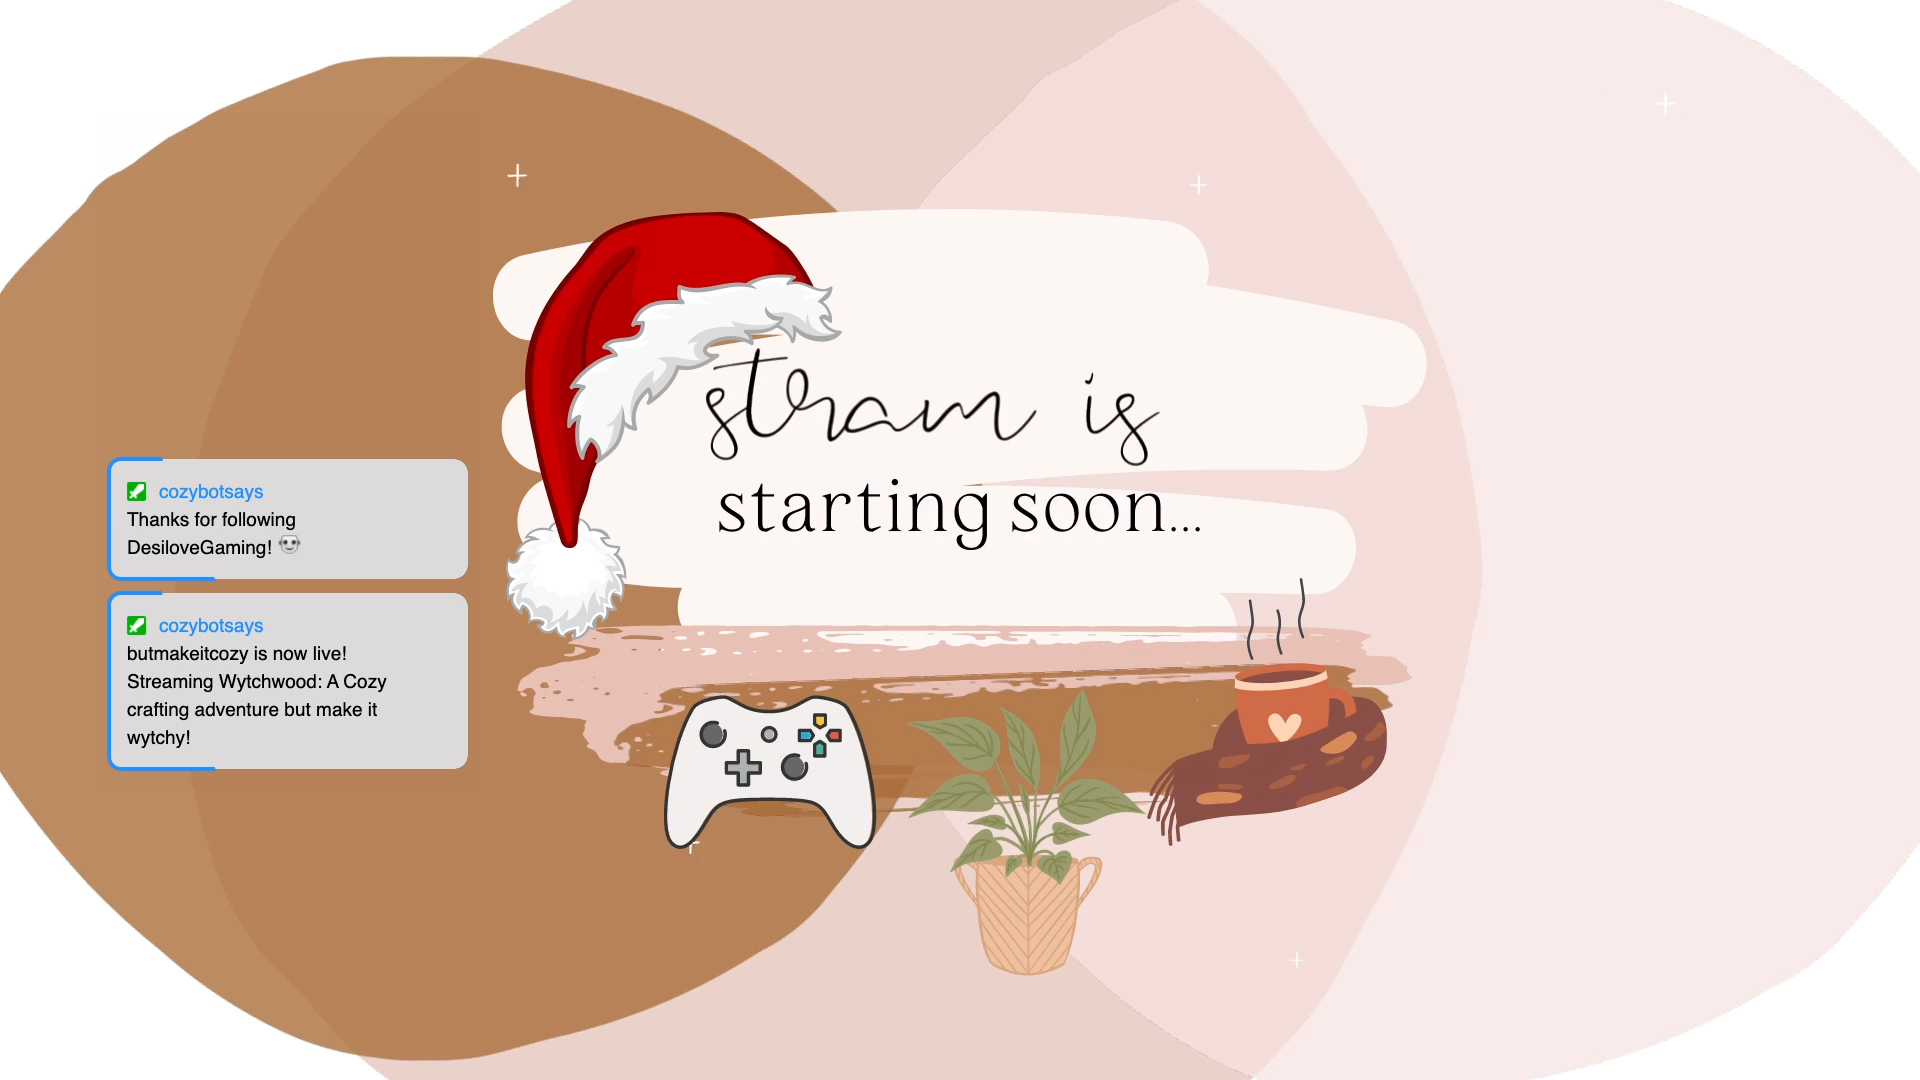 cozybotsays
Thanks for following
DesiloveGaming!
cozybotsays
butmakeitcozy is now live!
Streaming Wytchwood: A Cozy
crafting adventure but make it
wytchy!
stram is
starting soon...